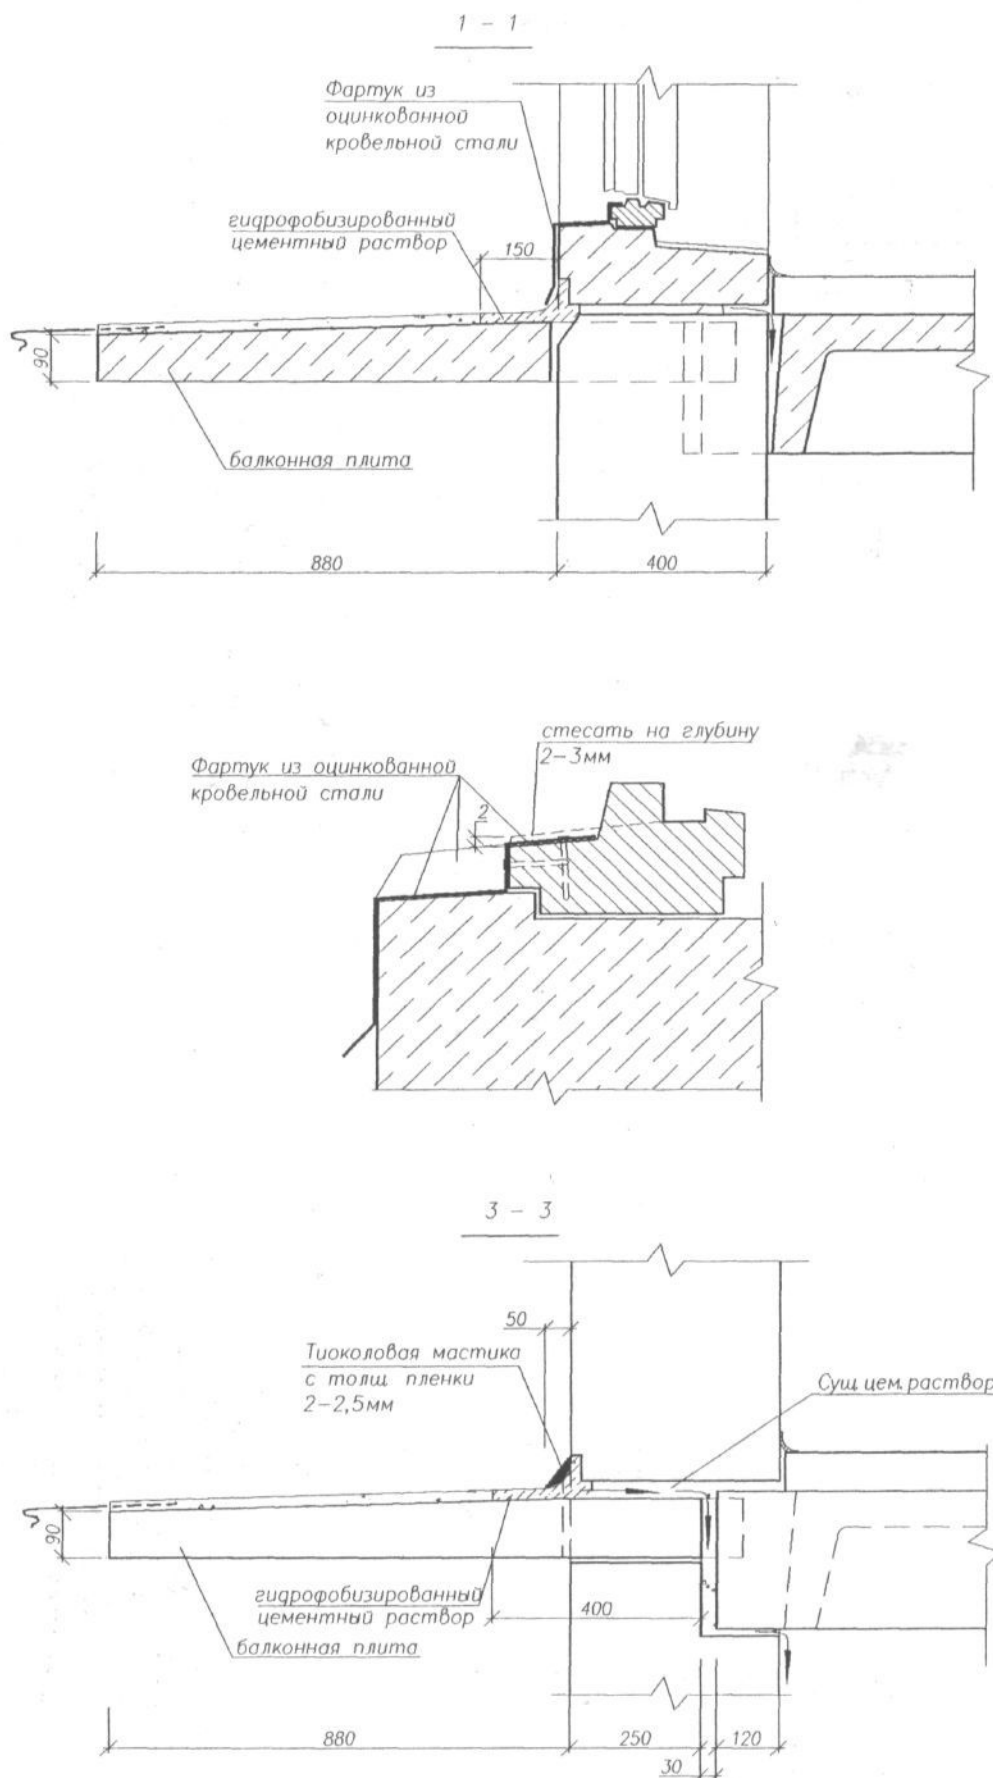 1 - 1
Фартук из
оцинкованной
кровельной стали
гидрофобизированный
цементный раствор
150
90
балконная плита
880
400
стесать на глубину
2-3мм
Фартук из оцинкованной
кровельной стали
2
3 - 3
50
Тиоколовая мастика
с толщ пленки
2-2,5мм
Сущ. цем. раствор
90
гидрофобизированный
цементный раствор
400
балконная плита
880
250
120
30